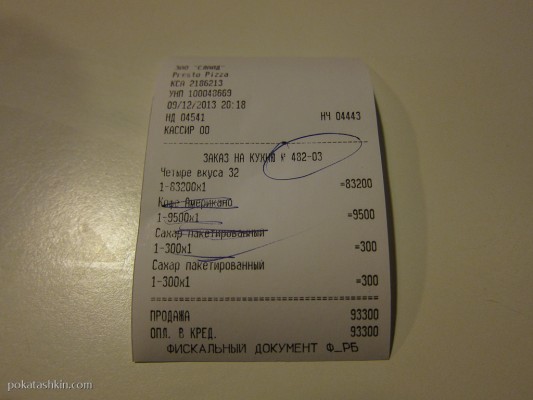 Presto Pizza
КСА 2186213
УНП 100040669
09/12/2013 20:18
НД 04541 НЧ 04443
КАССИР 00
ЗАКАЗ НА КУХНЮ 482-03
Четыре вкуса 32
1-83200x1 =83200
Кофе Американо
1-9500x1 =9500
Сахар пакетированный
1-300x1 =300
Сахар пакетированный
1-300x1 =300
ПРОДАЖА 93300
ОПЛ. В КРЕД. 93300
ФИСКАЛЬНЫЙ ДОКУМЕНТ Ф_РБ
pokatashkin.com